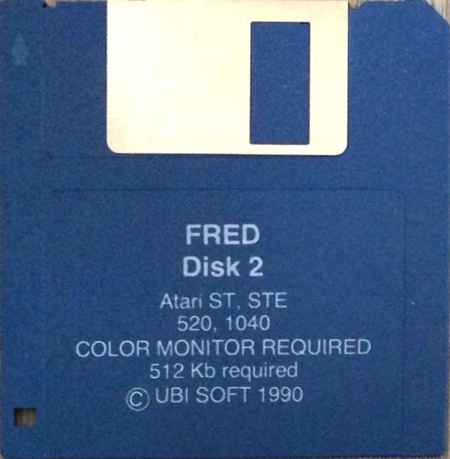 FRED
Disk 2
Atari ST, STE
520, 1040
COLOR MONITOR REQUIRED
512 Kb required
© UBI SOFT 1990